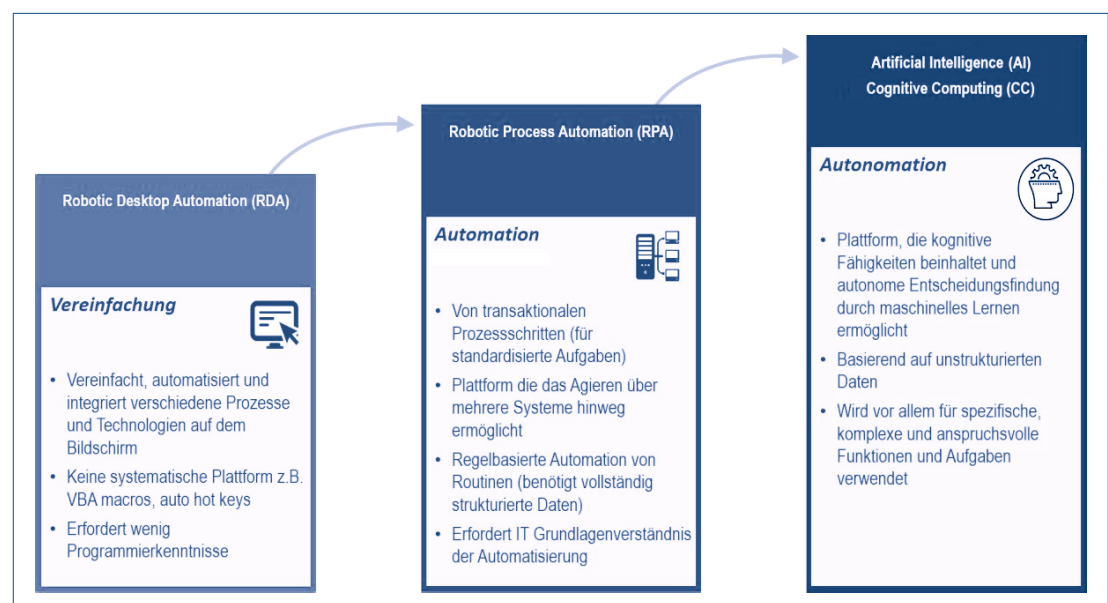 Robotic Desktop Automation (RDA)
Vereinfachung
• Vereinfacht, automatisiert und
integriert verschiedene Prozesse
und Technologien auf dem
Bildschirm
• Keine systematische Plattform z.B.
VBA macros, auto hot keys
• Erfordert wenig
Programmierkenntnisse
Robotic Process Automation (RPA)
Automation
• Von transaktionalen
Prozessschritten (für
standardisierte Aufgaben)
• Plattform die das Agieren über
mehrere Systeme hinweg
ermöglicht
• Regelbasierte Automation von
Routinen (benötigt vollständig
strukturierte Daten)
• Erfordert IT Grundlagenverständnis
der Automatisierung
Artificial Intelligence (AI)
Cognitive Computing (CC)
Autonomation
• Plattform, die kognitive
Fähigkeiten beinhaltet und
autonome Entscheidungsfindung
durch maschinelles Lernen
ermöglicht
• Basierend auf unstrukturierten
Daten
• Wird vor allem für spezifische,
komplexe und anspruchsvolle
Funktionen und Aufgaben
verwendet